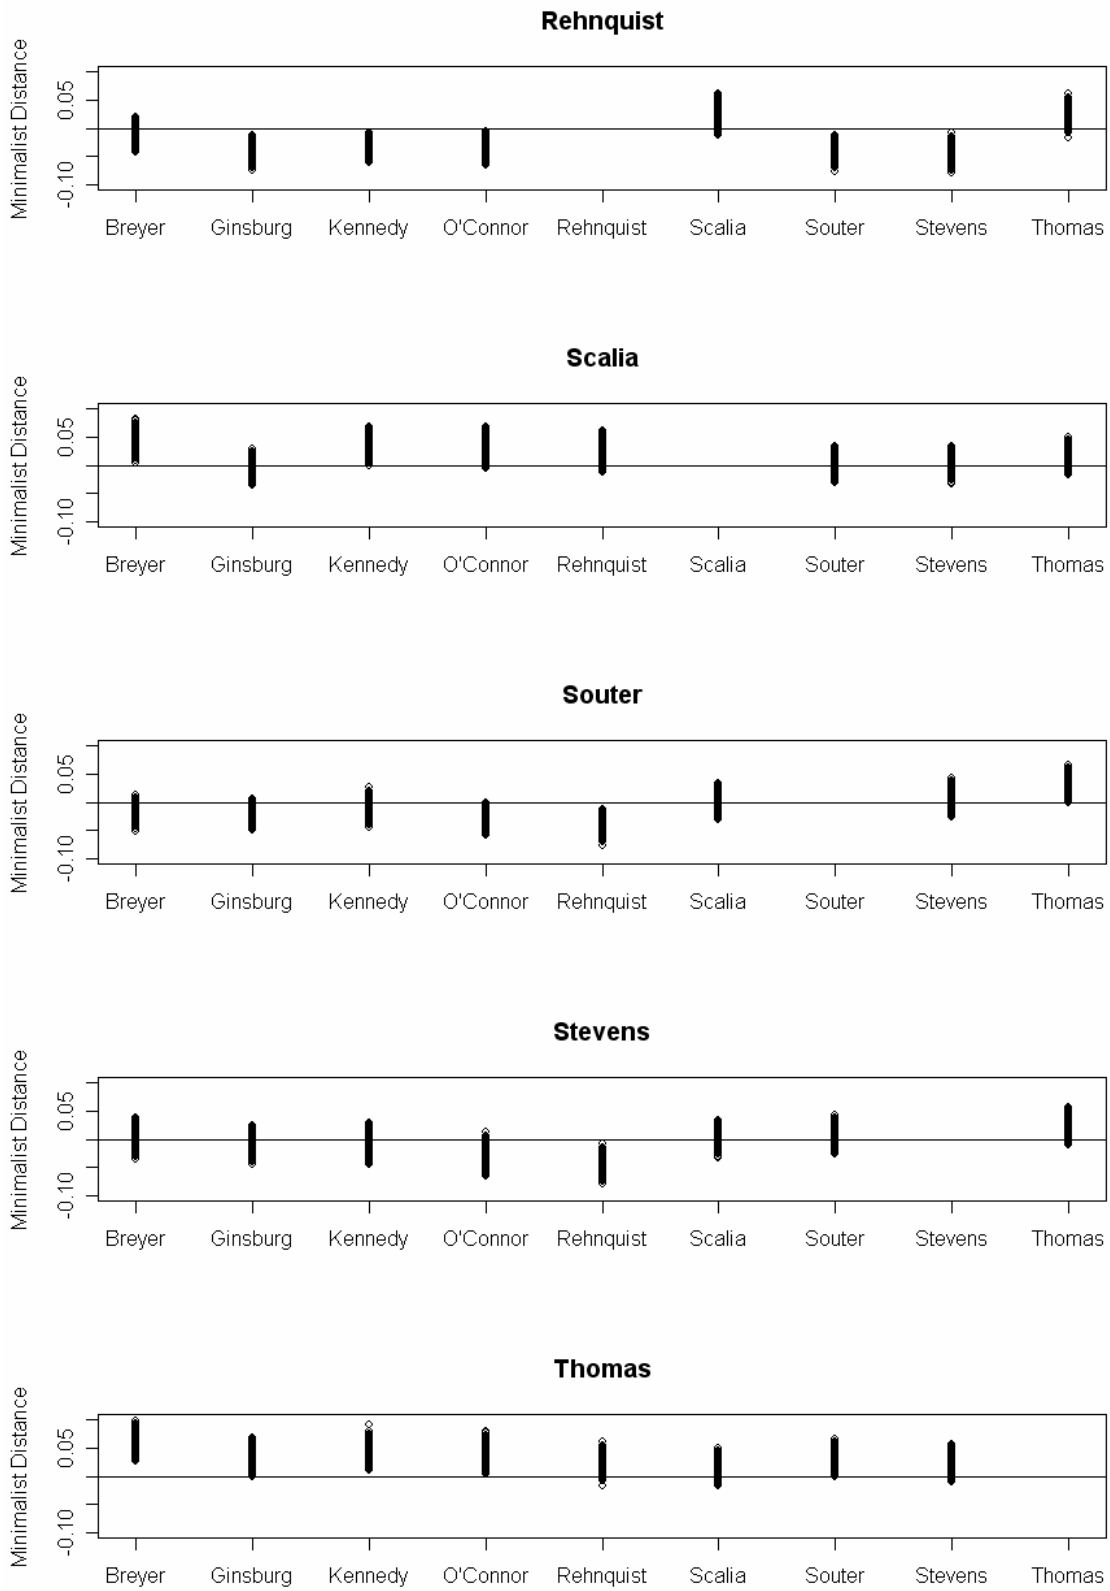 Rehnquist
Minimalist Distance
0.05
-0.10
Breyer Ginsburg Kennedy O'Connor Rehnquist Scalia Souter Stevens Thomas
Scalia
Minimalist Distance
0.05
-0.10
Breyer Ginsburg Kennedy O'Connor Rehnquist Scalia Souter Stevens Thomas
Souter
Minimalist Distance
0.05
-0.10
Breyer Ginsburg Kennedy O'Connor Rehnquist Scalia Souter Stevens Thomas
Stevens
Minimalist Distance
0.05
-0.10
Breyer Ginsburg Kennedy O'Connor Rehnquist Scalia Souter Stevens Thomas
Thomas
Minimalist Distance
0.05
-0.10
Breyer Ginsburg Kennedy O'Connor Rehnquist Scalia Souter Stevens Thomas